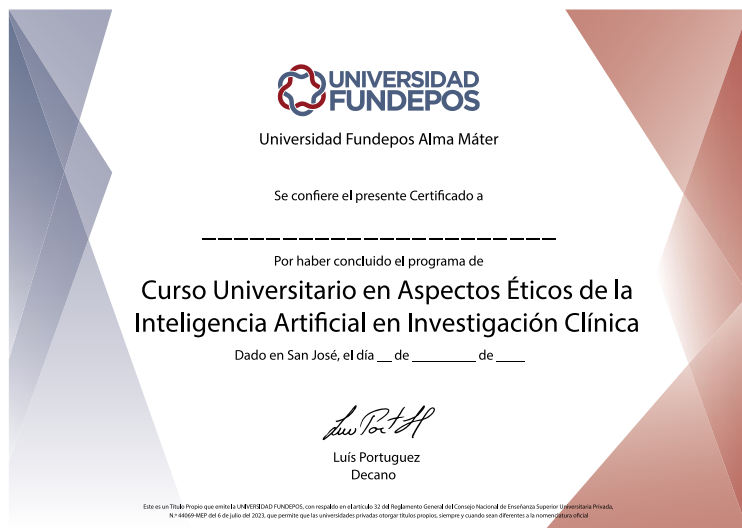 UNIVERSIDAD
FUNDEPOS
Universidad Fundepos Alma Máter
Se confiere el presente Certificado a
_______________________
Por haber concluido el programa de
Curso Universitario en Aspectos Éticos de la
Inteligencia Artificial en Investigación Clínica
Dado en San José, el día __ de _________ de ____
Luís Portuguez
Decano
Este es un Título Propio que emite la UNIVERSIDAD FUNDEPOS, con respaldo en el artículo 32 del Reglamento General del Consejo Nacional de Enseñanza Superior Universitaria Privada,
N.º 44069-MEP del 6 de julio del 2023, que permite que las universidades privadas otorgar títulos propios, siempre y cuando sean diferentes a la nomenclatura oficial